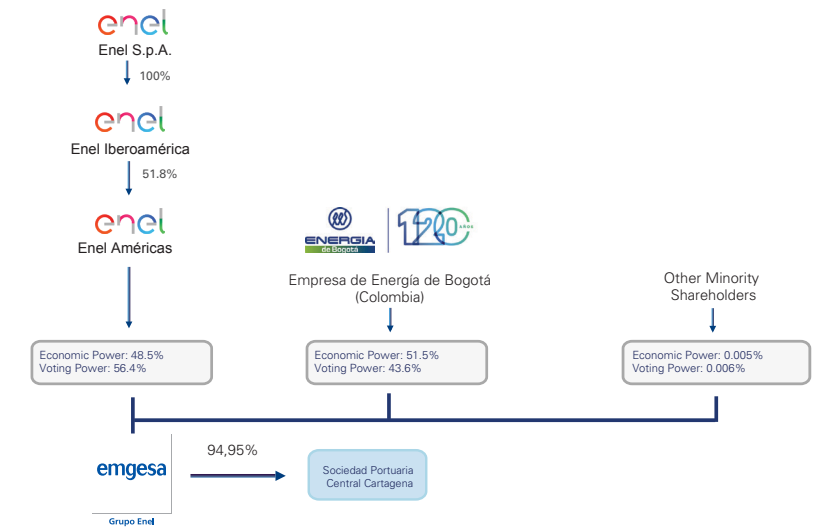 enel
Enel S.p.A.
100%
enel
Enel Iberoamérica
51.8%
enel
Enel Américas
ENERGIA
de Bogotá
120
AÑOS
Empresa de Energía de Bogotá
(Colombia)
Other Minority
Shareholders
Economic Power: 48.5%
Voting Power: 56.4%
Economic Power: 51.5%
Voting Power: 43.6%
Economic Power: 0.005%
Voting Power: 0.006%
emgesa
Grupo Enel
94,95%
Sociedad Portuaria
Central Cartagena